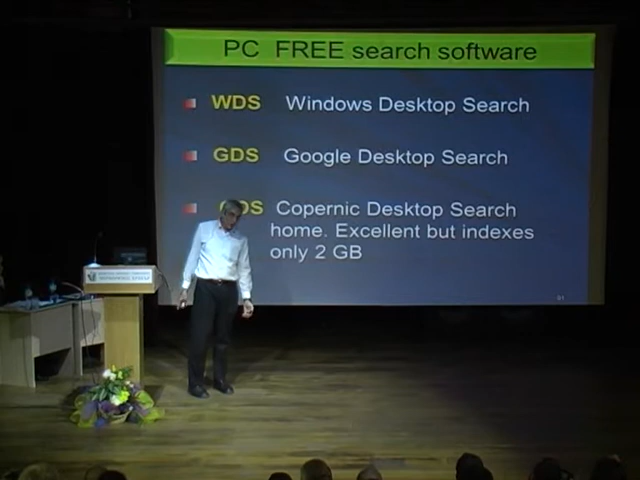 PC FREE search software
WDS Windows Desktop Search
GDS Google Desktop Search
Copernic Desktop Search
home. Excellent but indexes
only 2 GB